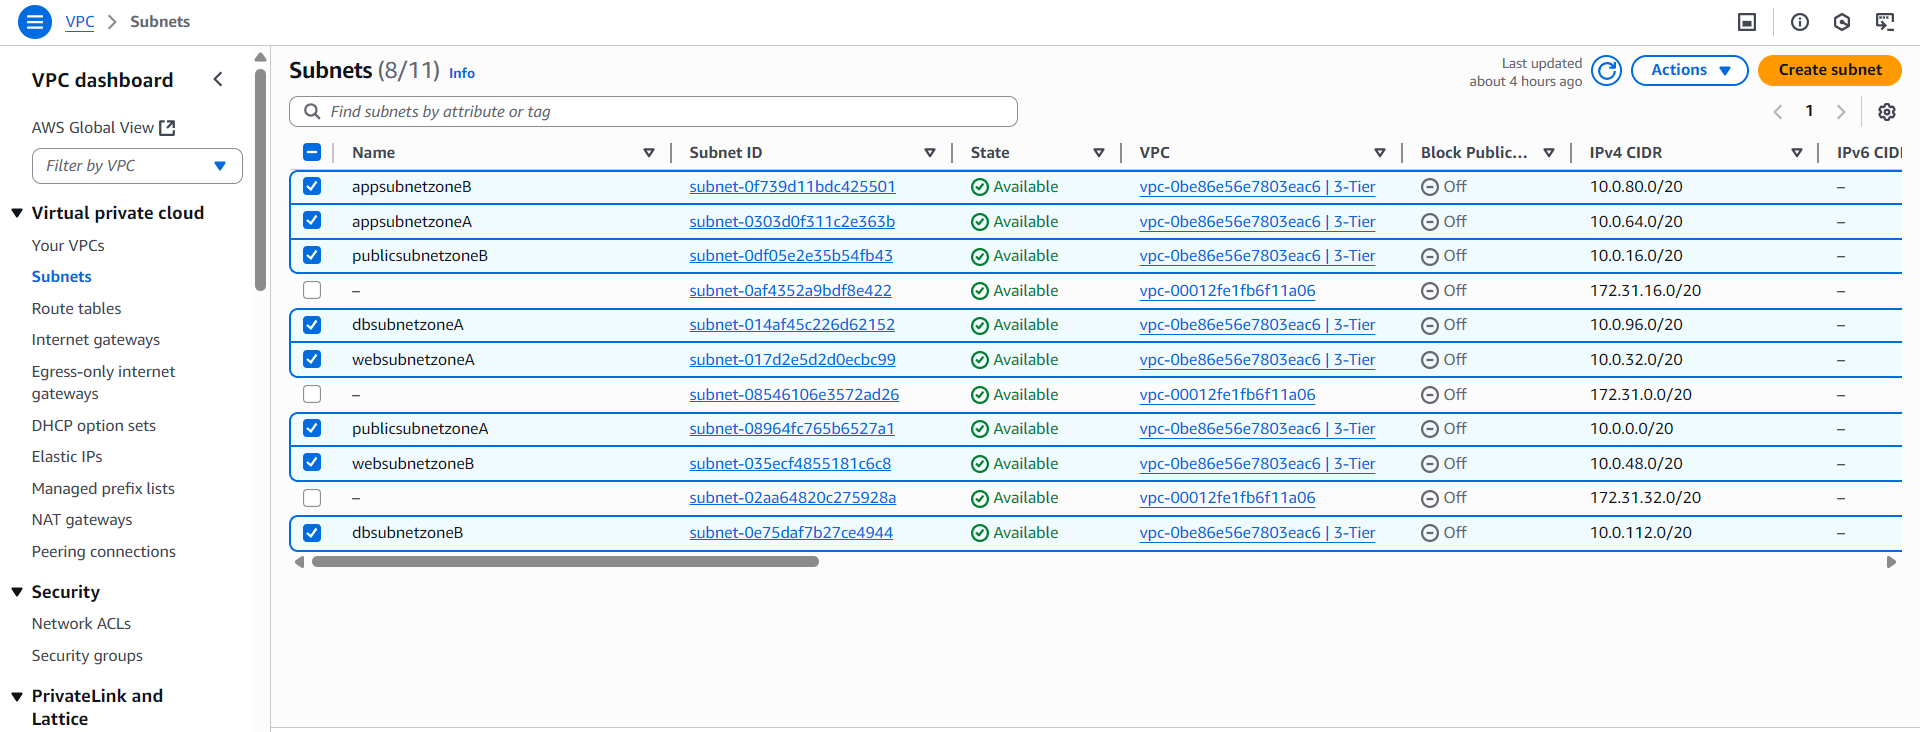 VPC > Subnets
VPC dashboard
AWS Global View
Filter by VPC
Virtual private cloud
Your VPCs
Subnets
Route tables
Internet gateways
Egress-only internet
gateways
DHCP option sets
Elastic IPs
Managed prefix lists
NAT gateways
Peering connections
Security
Network ACLs
Security groups
PrivateLink and
Lattice
Subnets (8/11) Info
Last updated
about 4 hours ago
Actions
Create subnet
Find subnets by attribute or tag
1
Name Subnet ID State VPC Block Public... IPv4 CIDR IPv6 CID
appsubnetzoneB subnet-0f739d11bdc425501 Available vpc-0be86e56e7803eac6 | 3-Tier Off 10.0.80.0/20 –
appsubnetzoneA subnet-0303d0f311c2e363b Available vpc-0be86e56e7803eac6 | 3-Tier Off 10.0.64.0/20 –
publicsubnetzoneB subnet-0df05e2e35b54fb43 Available vpc-0be86e56e7803eac6 | 3-Tier Off 10.0.16.0/20 –
– subnet-0af4352a9bdf8e422 Available vpc-00012fe1fb6f11a06 Off 172.31.16.0/20 –
dbsubnetzoneA subnet-014af45c226d62152 Available vpc-0be86e56e7803eac6 | 3-Tier Off 10.0.96.0/20 –
websubnetzoneA subnet-017d2e5d2d0ecbc99 Available vpc-0be86e56e7803eac6 | 3-Tier Off 10.0.32.0/20 –
– subnet-08546106e3572ad26 Available vpc-00012fe1fb6f11a06 Off 172.31.0.0/20 –
publicsubnetzoneA subnet-08964fc765b6527a1 Available vpc-0be86e56e7803eac6 | 3-Tier Off 10.0.0.0/20 –
websubnetzoneB subnet-035ecf4855181c6c8 Available vpc-0be86e56e7803eac6 | 3-Tier Off 10.0.48.0/20 –
– subnet-02aa64820c275928a Available vpc-00012fe1fb6f11a06 Off 172.31.32.0/20 –
dbsubnetzoneB subnet-0e75daf7b27ce4944 Available vpc-0be86e56e7803eac6 | 3-Tier Off 10.0.112.0/20 –